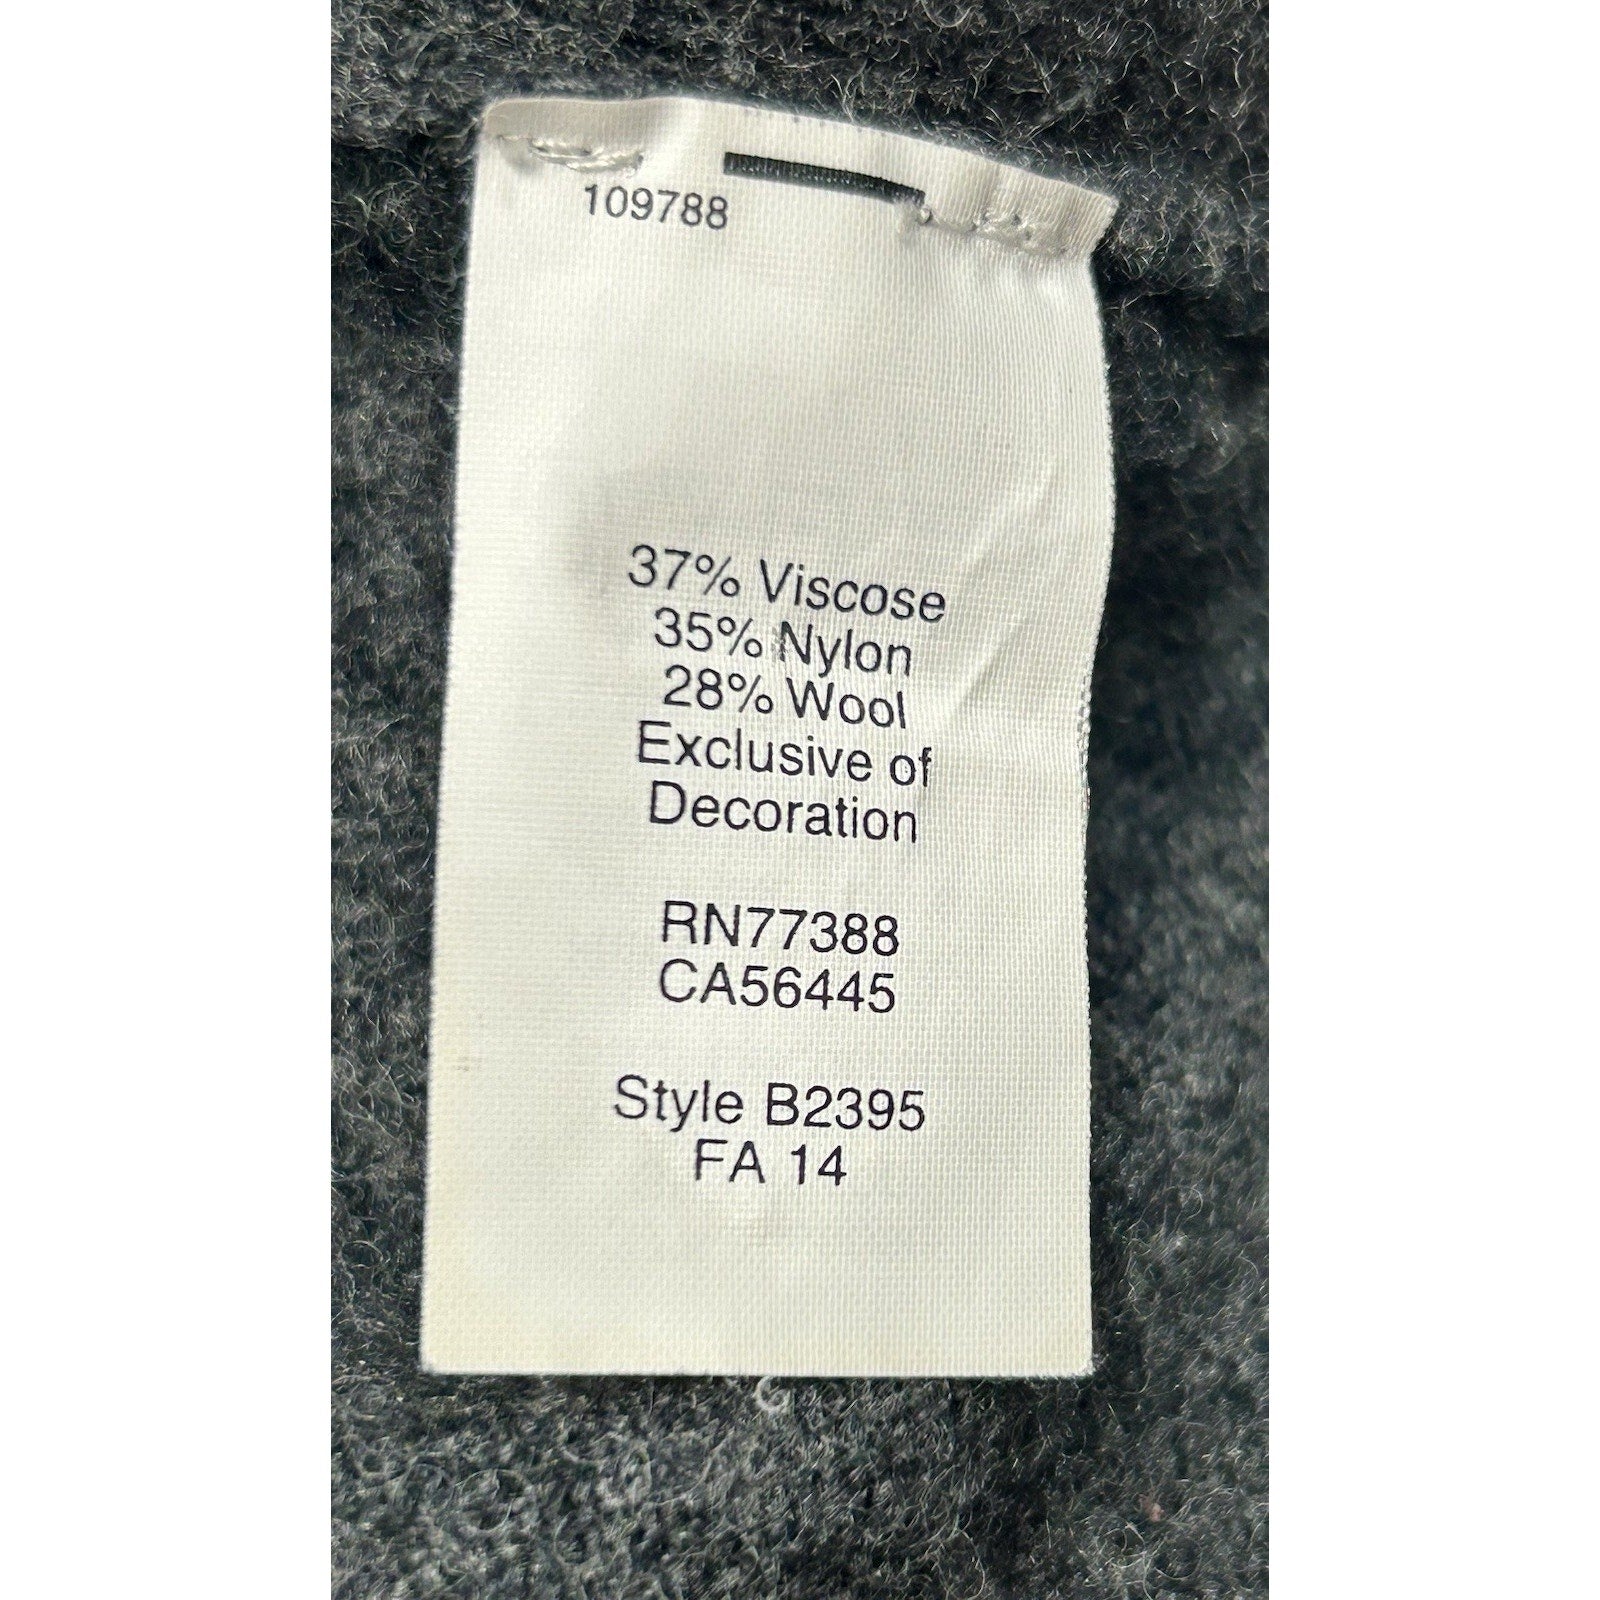 109788
37% Viscose
35% Nylon
28% Wool
Exclusive of
Decoration
RN77388
CA56445
Style B2395
FA 14